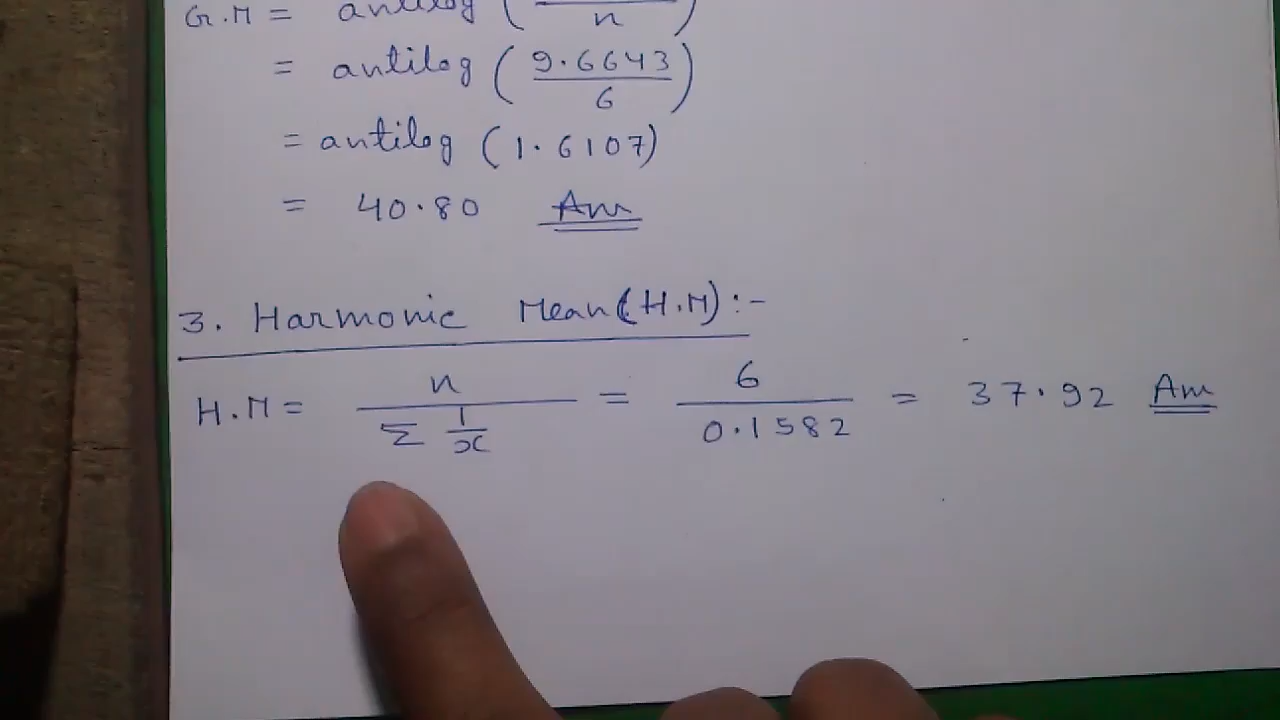 G.M = antilog ( / n )
= antilog ( 9.6643 / 6 )
= antilog (1.6107)
= 40.80 Ans
3. Harmonic Mean (H.M) :-
H.M = n / Σ 1/x = 6 / 0.1582 = 37.92 Ans